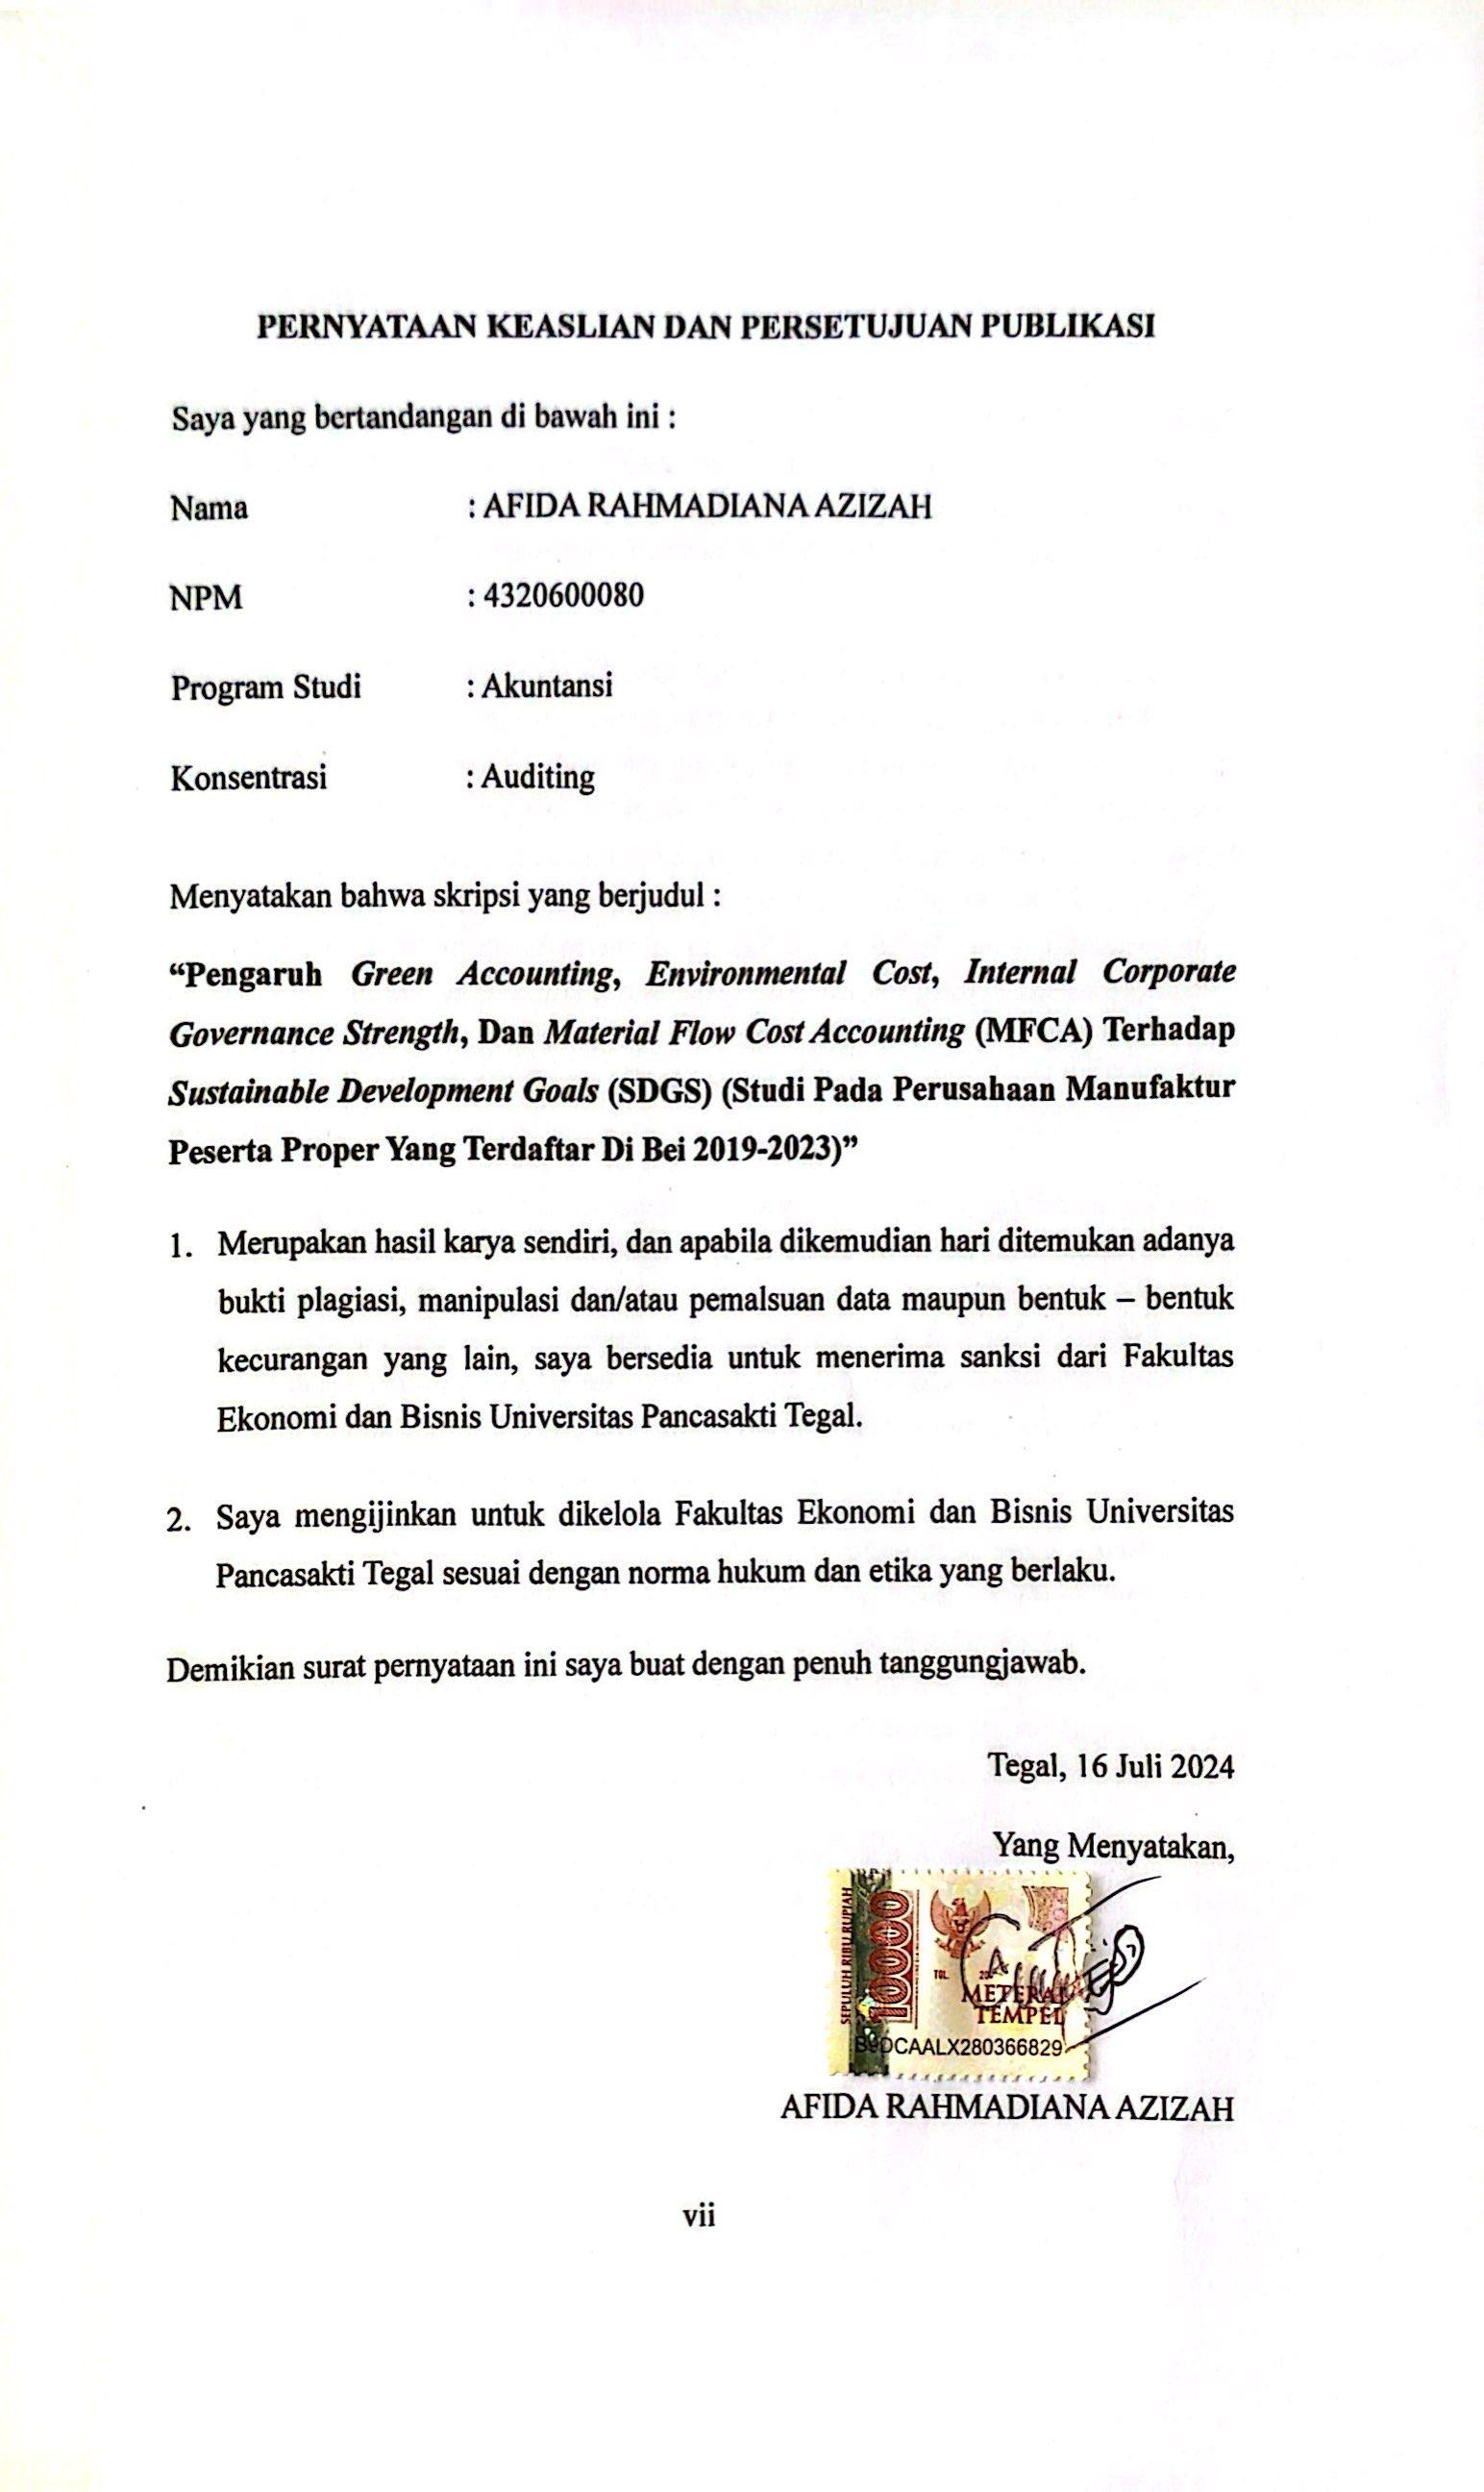 PERNYATAAN KEASLIAN DAN PERSETUJUAN PUBLIKASI
Saya yang bertandangan di bawah ini :
Nama : AFIDA RAHMADIANA AZIZAH
NPM : 4320600080
Program Studi : Akuntansi
Konsentrasi : Auditing
Menyatakan bahwa skripsi yang berjudul :
“Pengaruh Green Accounting, Environmental Cost, Internal Corporate
Governance Strength, Dan Material Flow Cost Accounting (MFCA) Terhadap
Sustainable Development Goals (SDGS) (Studi Pada Perusahaan Manufaktur
Peserta Proper Yang Terdaftar Di Bei 2019-2023)”
1. Merupakan hasil karya sendiri, dan apabila dikemudian hari ditemukan adanya
bukti plagiasi, manipulasi dan/atau pemalsuan data maupun bentuk – bentuk
kecurangan yang lain, saya bersedia untuk menerima sanksi dari Fakultas
Ekonomi dan Bisnis Universitas Pancasakti Tegal.
2. Saya mengijinkan untuk dikelola Fakultas Ekonomi dan Bisnis Universitas
Pancasakti Tegal sesuai dengan norma hukum dan etika yang berlaku.
Demikian surat pernyataan ini saya buat dengan penuh tanggungjawab.
Tegal, 16 Juli 2024
Yang Menyatakan,
SEPULUH RIBU RUPIAH
10000
TGL.
METERAI
TEMPEL
AFIDA RAHMADIANA AZIZAH
vii